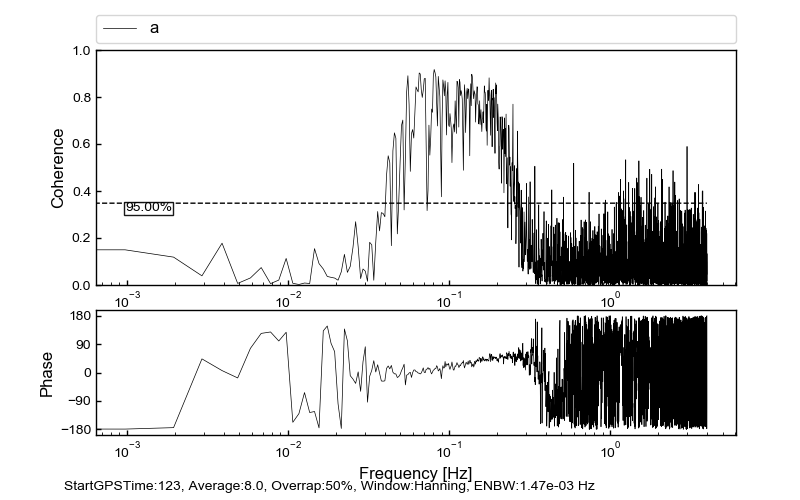 a
1.0
0.8
0.6
0.4
0.2
0.0
Coherence
95.00%
10⁻³ 10⁻² 10⁻¹ 10⁰
180
90
0
−90
−180
Phase
10⁻³ 10⁻² 10⁻¹ 10⁰
Frequency [Hz]
StartGPSTime:123, Average:8.0, Overrap:50%, Window:Hanning, ENBW:1.47e-03 Hz